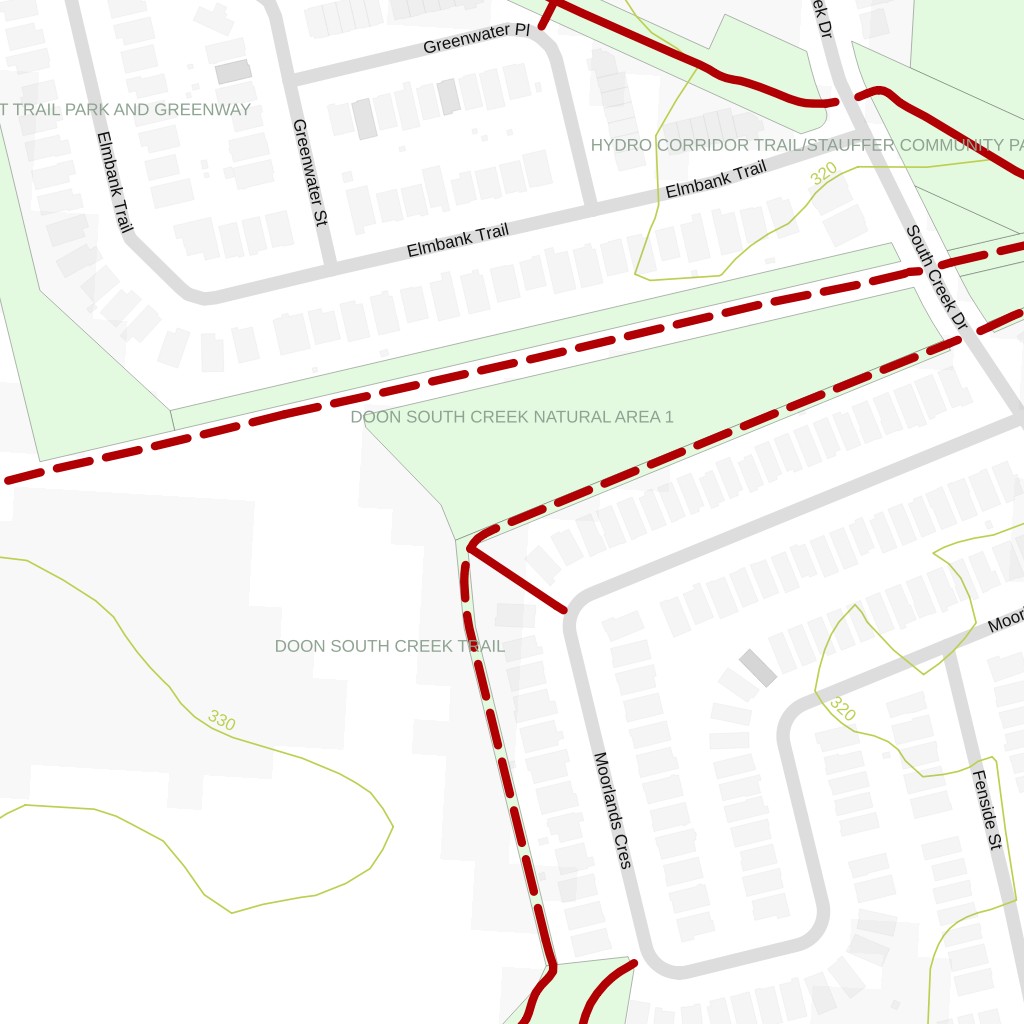 ek Dr
Greenwater Pl
T TRAIL PARK AND GREENWAY
HYDRO CORRIDOR TRAIL/STAUFFER COMMUNITY PA
Elmbank Trail
Greenwater St
Elmbank Trail
320
Elmbank Trail
South Creek Dr
DOON SOUTH CREEK NATURAL AREA 1
Moor
DOON SOUTH CREEK TRAIL
330
320
Moorlands Cres
Fenside St